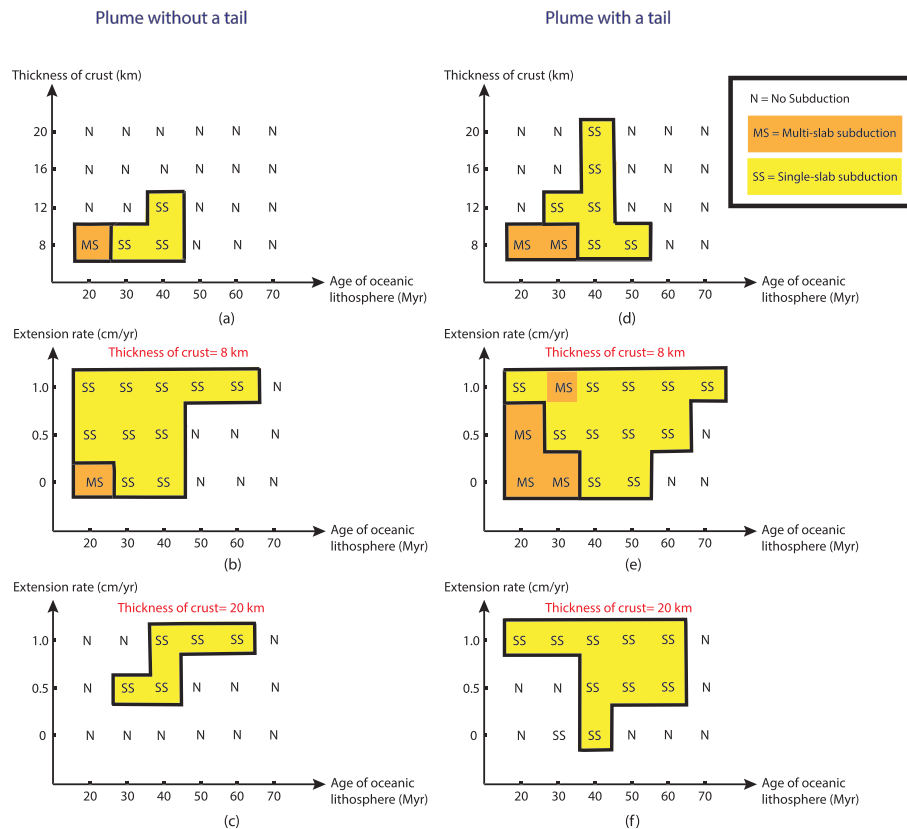 Plume without a tail
Plume with a tail
Thickness of crust (km)
20 N N N N N N
16 N N N N N N
12 N N SS N N N
8 MS SS SS N N N
20 30 40 50 60 70
Age of oceanic
lithosphere (Myr)
(a)
Thickness of crust (km)
20 N N SS N N N
16 N N SS N N N
12 N SS SS N N N
8 MS MS SS SS N N
20 30 40 50 60 70
Age of oceanic
lithosphere (Myr)
(d)
N = No Subduction
MS = Multi-slab subduction
SS = Single-slab subduction
Extension rate (cm/yr)
Thickness of crust= 8 km
1.0 SS SS SS SS SS N
0.5 SS SS SS N N N
0 MS SS SS N N N
20 30 40 50 60 70
Age of oceanic
lithosphere (Myr)
(b)
Extension rate (cm/yr)
Thickness of crust= 8 km
1.0 SS MS SS SS SS SS
0.5 MS SS SS SS SS N
0 MS MS SS SS N N
20 30 40 50 60 70
Age of oceanic
lithosphere (Myr)
(e)
Extension rate (cm/yr)
Thickness of crust= 20 km
1.0 N N SS SS SS N
0.5 N SS SS N N N
0 N N N N N N
20 30 40 50 60 70
Age of oceanic
lithosphere (Myr)
(c)
Extension rate (cm/yr)
Thickness of crust= 20 km
1.0 SS SS SS SS SS N
0.5 N N SS SS SS N
0 N SS SS N N N
20 30 40 50 60 70
Age of oceanic
lithosphere (Myr)
(f)